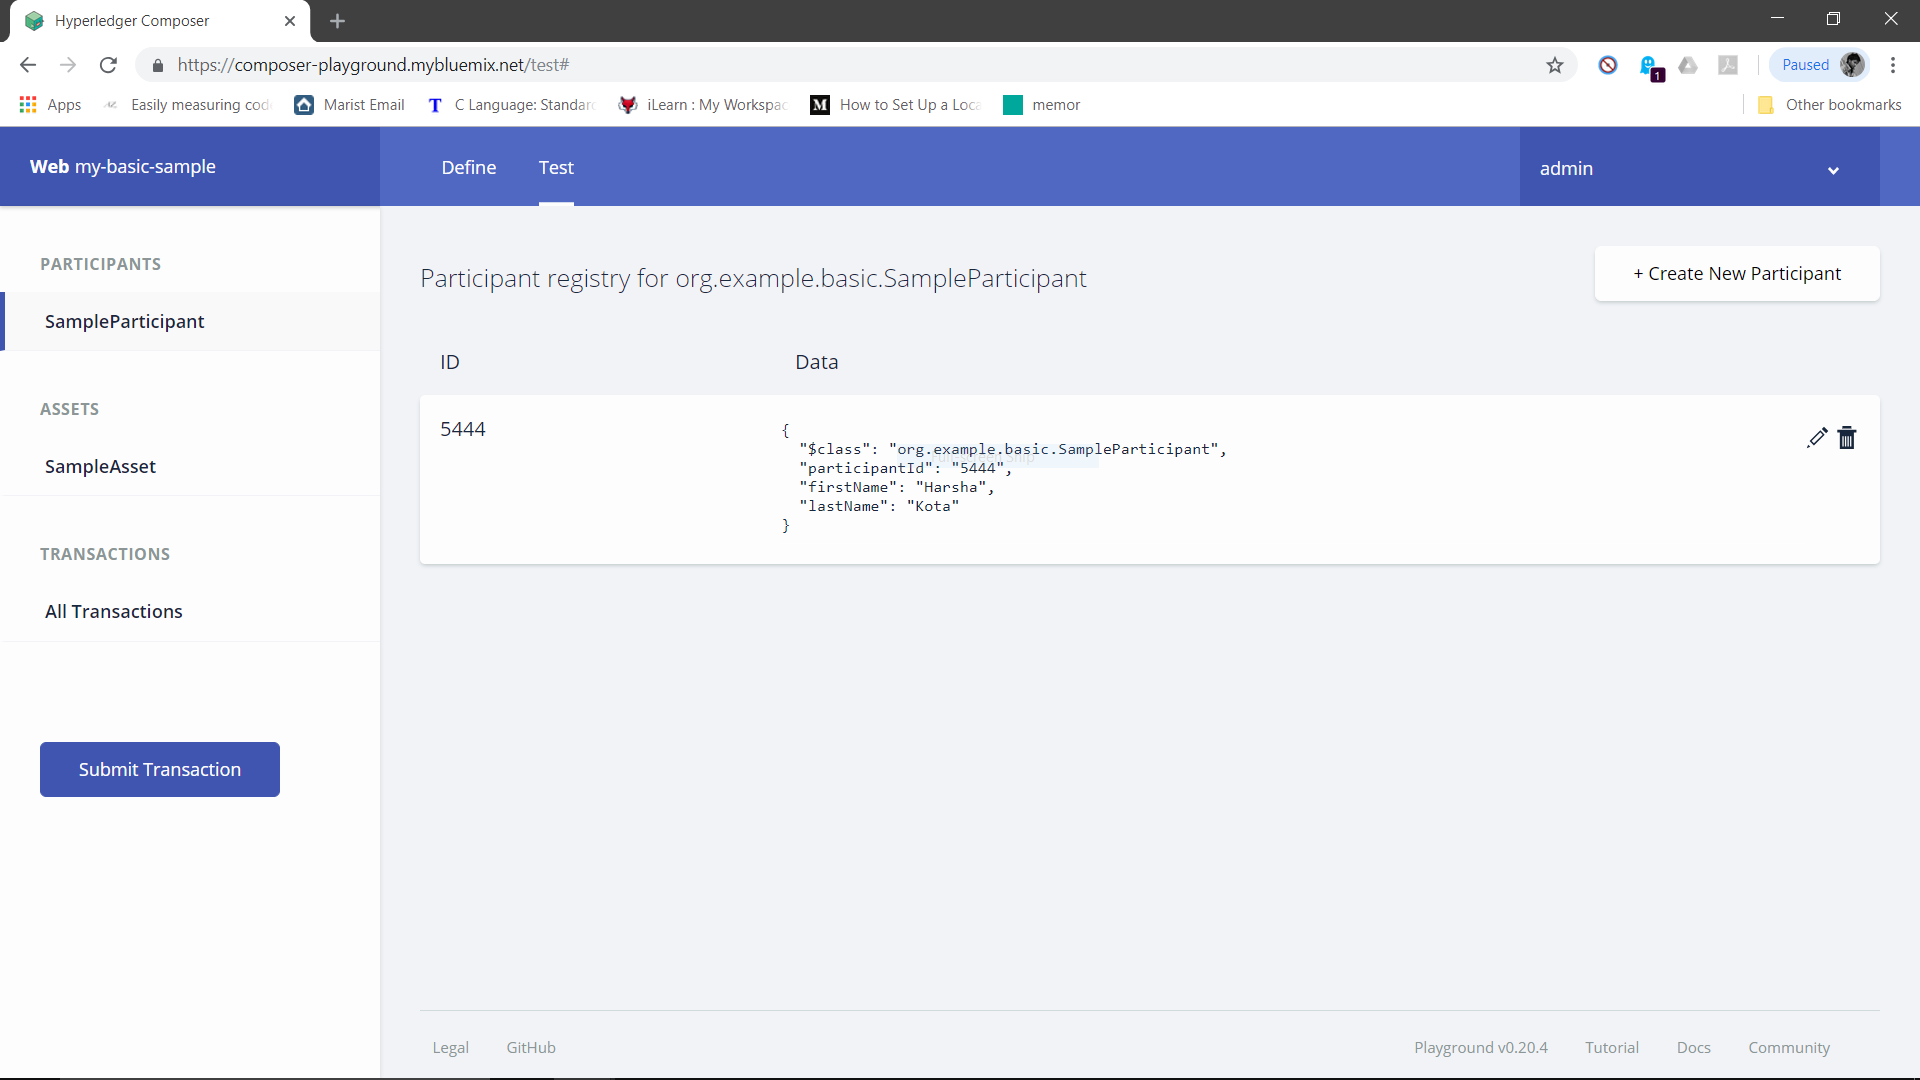 Hyperledger Composer
https://composer-playground.mybluemix.net/test#
1
Paused
Apps
Easily measuring cod
Marist Email
T C Language: Standar
iLearn : My Workspac
M How to Set Up a Loca
memor
Other bookmarks
Web my-basic-sample
Define
Test
admin
PARTICIPANTS
SampleParticipant
ASSETS
SampleAsset
TRANSACTIONS
All Transactions
Submit Transaction
Participant registry for org.example.basic.SampleParticipant
+ Create New Participant
ID
Data
5444
{
"$class": "org.example.basic.SampleParticipant",
"participantId": "5444",
"firstName": "Harsha",
"lastName": "Kota"
}
Legal
GitHub
Playground v0.20.4
Tutorial
Docs
Community